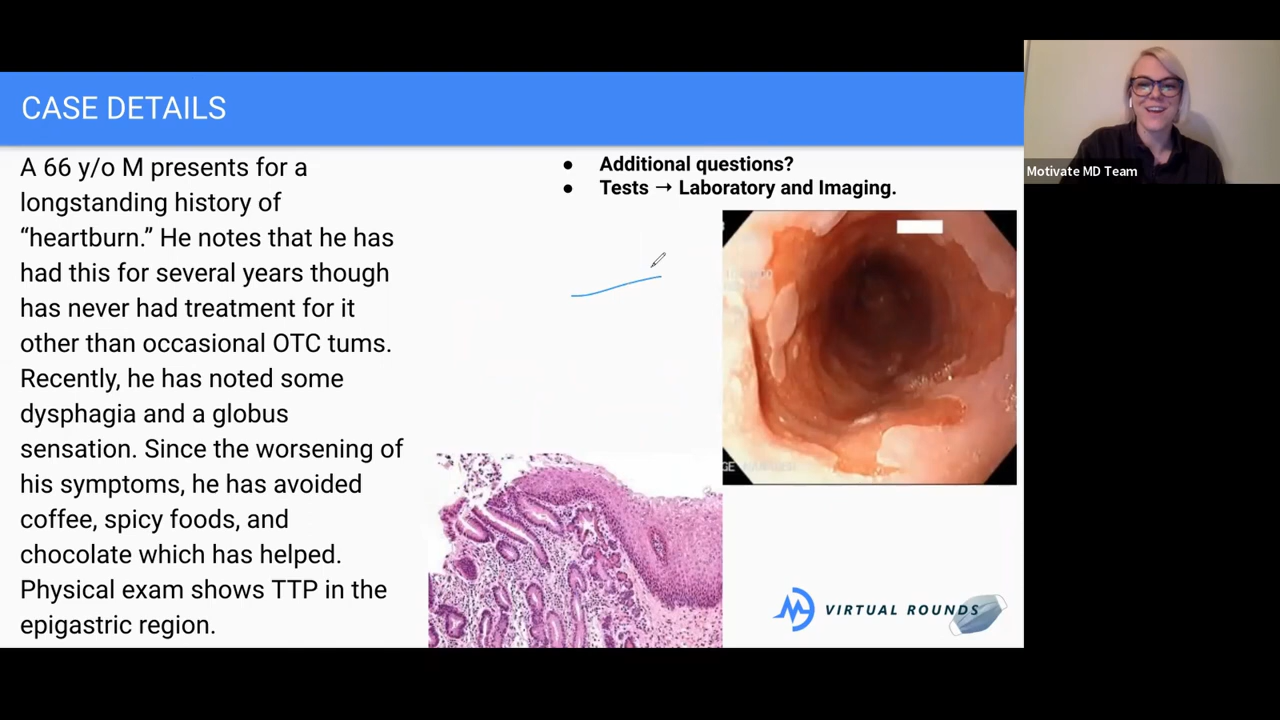 CASE DETAILS
A 66 y/o M presents for a
longstanding history of
“heartburn.” He notes that he has
had this for several years though
has never had treatment for it
other than occasional OTC tums.
Recently, he has noted some
dysphagia and a globus
sensation. Since the worsening of
his symptoms, he has avoided
coffee, spicy foods, and
chocolate which has helped.
Physical exam shows TTP in the
epigastric region.
● Additional questions?
● Tests → Laboratory and Imaging.
VIRTUAL ROUNDS
Motivate MD Team